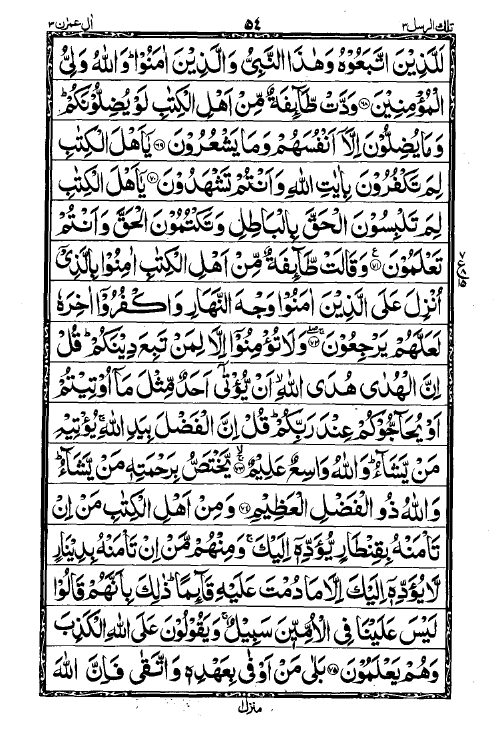 تلك الرسل ٣ ٥٤ اٰل عمرٰن ٣
لَلَّذِيْنَ اتَّبَعُوْهُ وَهٰذَا النَّبِيُّ وَالَّذِيْنَ اٰمَنُوْا ؕ وَاللّٰهُ وَلِيُّ
الْمُؤْمِنِيْنَ ﴿۶۸﴾ وَدَّتْ طَّآئِفَةٌ مِّنْ اَهْلِ الْكِتٰبِ لَوْ يُضِلُّوْنَكُمْ ؕ
وَمَا يُضِلُّوْنَ اِلَّاۤ اَنْفُسَهُمْ وَمَا يَشْعُرُوْنَ ﴿۶۹﴾ يٰۤاَهْلَ الْكِتٰبِ
لِمَ تَكْفُرُوْنَ بِاٰيٰتِ اللّٰهِ وَاَنْتُمْ تَشْهَدُوْنَ ﴿۷۰﴾ يٰۤاَهْلَ الْكِتٰبِ
لِمَ تَلْبِسُوْنَ الْحَقَّ بِالْبَاطِلِ وَتَكْتُمُوْنَ الْحَقَّ وَاَنْتُمْ
تَعْلَمُوْنَ ﴿۷۱﴾ ع وَقَالَتْ طَّآئِفَةٌ مِّنْ اَهْلِ الْكِتٰبِ اٰمِنُوْا بِالَّذِيْۤ
اُنْزِلَ عَلَى الَّذِيْنَ اٰمَنُوْا وَجْهَ النَّهَارِ وَاكْفُرُوْۤا اٰخِرَهٗ
لَعَلَّهُمْ يَرْجِعُوْنَ ﴿۷۲﴾ وَلَا تُؤْمِنُوْۤا اِلَّا لِمَنْ تَبِعَ دِيْنَكُمْ ؕ قُلْ
اِنَّ الْهُدٰى هُدَى اللّٰهِ ۙ اَنْ يُّؤْتٰۤى اَحَدٌ مِّثْلَ مَاۤ اُوْتِيْتُمْ
اَوْ يُحَآجُّوْكُمْ عِنْدَ رَبِّكُمْ ؕ قُلْ اِنَّ الْفَضْلَ بِيَدِ اللّٰهِ ۚ يُؤْتِيْهِ
مَنْ يَّشَآءُ ؕ وَاللّٰهُ وَاسِعٌ عَلِيْمٌ ﴿۷۳﴾ يَّخْتَصُّ بِرَحْمَتِهٖ مَنْ يَّشَآءُ ؕ
وَاللّٰهُ ذُو الْفَضْلِ الْعَظِيْمِ ﴿۷۴﴾ وَمِنْ اَهْلِ الْكِتٰبِ مَنْ اِنْ
تَاْمَنْهُ بِقِنْطَارٍ يُّؤَدِّهٖۤ اِلَيْكَ ۚ وَمِنْهُمْ مَّنْ اِنْ تَاْمَنْهُ بِدِيْنَارٍ
لَّا يُؤَدِّهٖۤ اِلَيْكَ اِلَّا مَا دُمْتَ عَلَيْهِ قَآئِمًا ؕ ذٰلِكَ بِاَنَّهُمْ قَالُوْا
لَيْسَ عَلَيْنَا فِي الْاُمِّيّٖنَ سَبِيْلٌ ۚ وَيَقُوْلُوْنَ عَلَى اللّٰهِ الْكَذِبَ
وَهُمْ يَعْلَمُوْنَ ﴿۷۵﴾ بَلٰى مَنْ اَوْفٰى بِعَهْدِهٖ وَاتَّقٰى فَاِنَّ اللّٰهَ
منزل